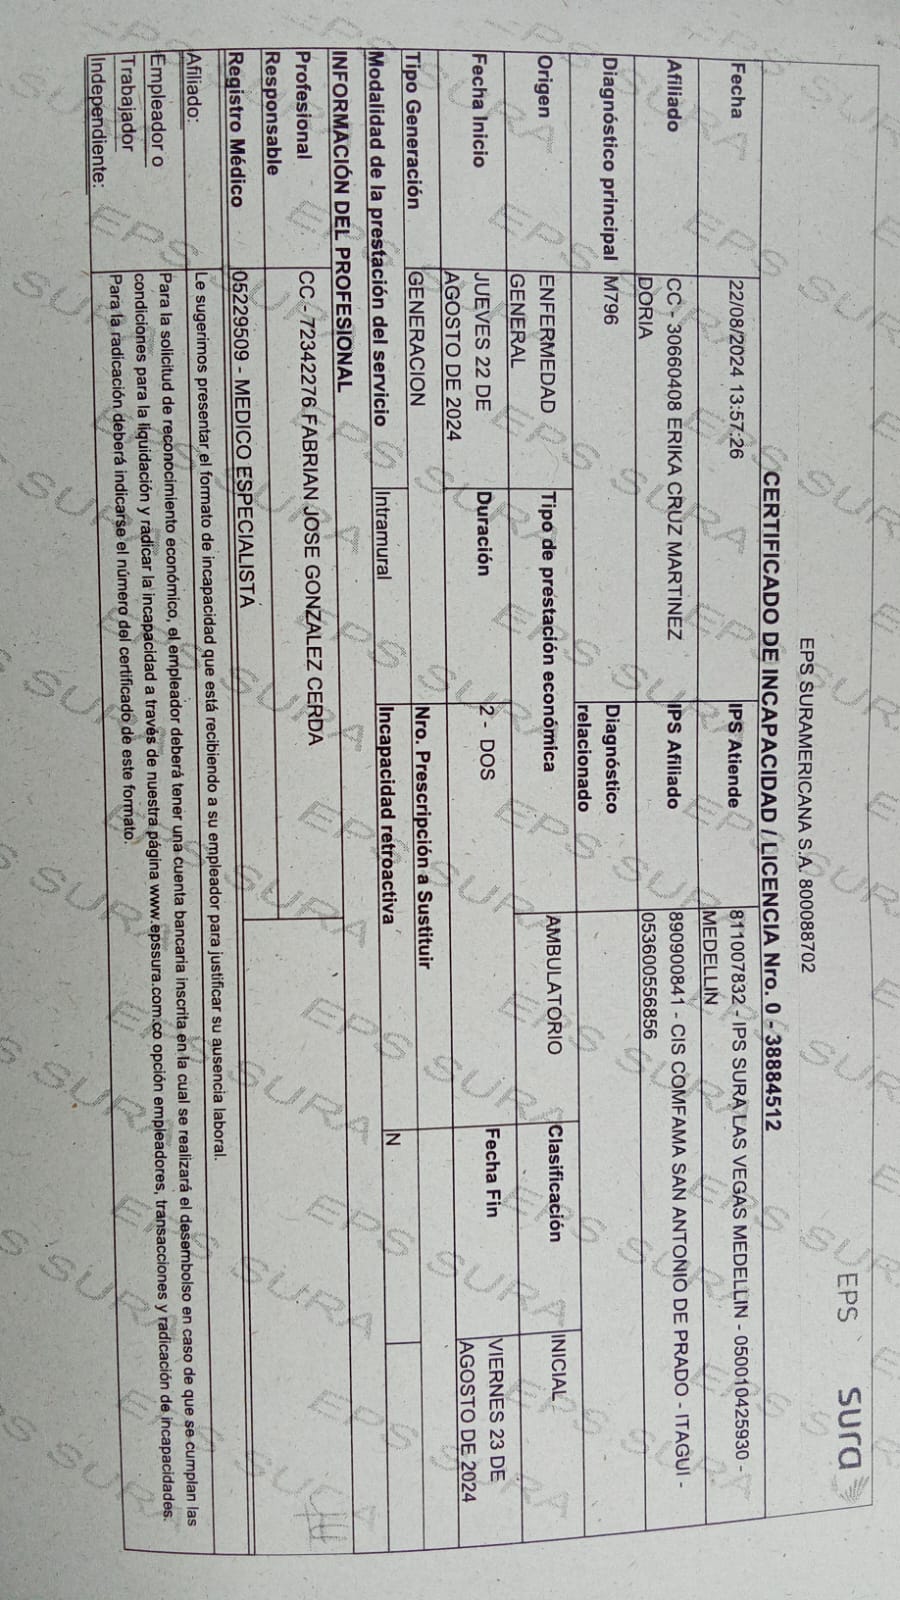 EPS sura
EPS SURAMERICANA S.A. 800088702
CERTIFICADO DE INCAPACIDAD / LICENCIA Nro. 0 - 38884512
Fecha 22/08/2024 13:57:26 IPS Atiende 811007832 - IPS SURA LAS VEGAS MEDELLIN - 050010425930 -
MEDELLIN
Afiliado CC - 30660408 ERIKA CRUZ MARTINEZ IPS Afiliado 890900841 - CIS COMFAMA SAN ANTONIO DE PRADO - ITAGUI -
DORIA 053600556856
Diagnóstico principal M796 Diagnóstico
relacionado
Origen ENFERMEDAD Tipo de prestación económica AMBULATORIO Clasificación INICIAL
GENERAL
Fecha Inicio JUEVES 22 DE Duración 2 - DOS Fecha Fin VIERNES 23 DE
AGOSTO DE 2024 AGOSTO DE 2024
Tipo Generación GENERACION Nro. Prescripción a Sustituir
Modalidad de la prestación del servicio Intramural Incapacidad retroactiva N
INFORMACIÓN DEL PROFESIONAL
Profesional CC - 72342276 FABRIAN JOSE GONZALEZ CERDA
Responsable
Registro Médico 05229509 - MEDICO ESPECIALISTA
Afiliado: Le sugerimos presentar el formato de incapacidad que está recibiendo a su empleador para justificar su ausencia laboral.
Empleador o Para la solicitud de reconocimiento económico, el empleador deberá tener una cuenta bancaria inscrita en la cual se realizará el desembolso en caso de que se cumplan las
Trabajador condiciones para la liquidación y radicar la incapacidad a través de nuestra página www.epssura.com.co opción empleadores, transacciones y radicación de incapacidades.
Independiente: Para la radicación deberá indicarse el número del certificado de este formato.